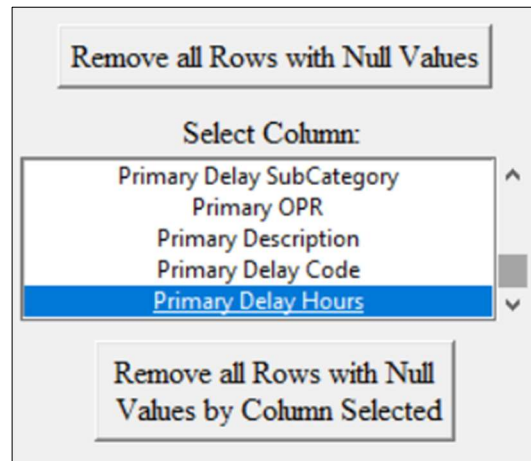 Remove all Rows with Null Values
Select Column:
Primary Delay SubCategory
Primary OPR
Primary Description
Primary Delay Code
Primary Delay Hours
Remove all Rows with Null
Values by Column Selected